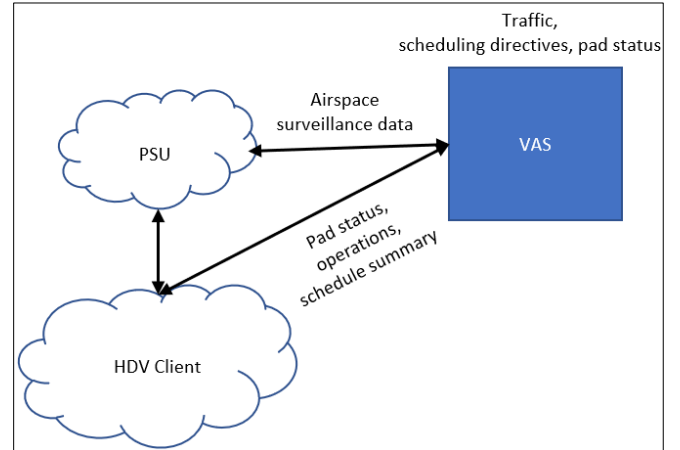 Traffic,
scheduling directives, pad status
Airspace
surveillance data
PSU
VAS
Pad status,
operations,
schedule summary
HDV Client